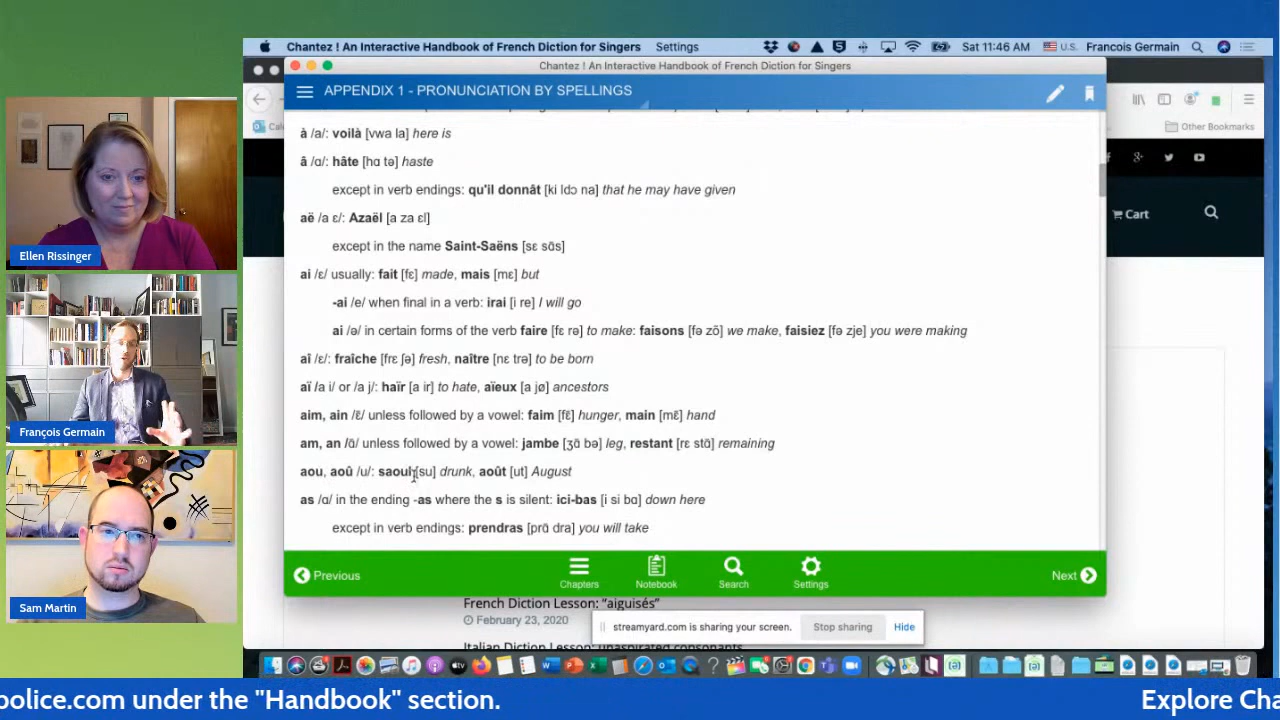 Chantez ! An Interactive Handbook of French Diction for Singers Settings U.S. Sat 11:46 AM Francois Germain
Chantez ! An Interactive Handbook of French Diction for Singers
APPENDIX 1 - PRONUNCIATION BY SPELLINGS
Other Bookmarks
à /a/: voilà [vwa la] here is
â /ɑ/: hâte [hɑ tə] haste
except in verb endings: qu'il donnât [ki ldɔ na] that he may have given
aë /a ɛ/: Azaël [a za ɛl]
except in the name Saint-Saëns [sɛ̃ sɑ̃s]
ai /ɛ/ usually: fait [fɛ] made, mais [mɛ] but
-ai /e/ when final in a verb: irai [i re] I will go
ai /ə/ in certain forms of the verb faire [fɛ rə] to make: faisons [fə zõ] we make, faisiez [fə zje] you were making
aî /ɛ/: fraîche [frɛ ʃə] fresh, naître [nɛ trə] to be born
aï /a i/ or /a j/: haïr [a ir] to hate, aïeux [a jø] ancestors
aim, ain /ɛ̃/ unless followed by a vowel: faim [fɛ̃] hunger, main [mɛ̃] hand
am, an /ɑ̃/ unless followed by a vowel: jambe [ʒɑ̃ bə] leg, restant [rɛ stɑ̃] remaining
aou, aoû /u/: saoul [su] drunk, août [ut] August
as /ɑ/ in the ending -as where the s is silent: ici-bas [i si bɑ] down here
except in verb endings: prendras [prɑ̃ dra] you will take
Cart
Previous Chapters Notebook Search Settings Next
French Diction Lesson: “aiguisés”
February 23, 2020
streamyard.com is sharing your screen. Stop sharing Hide
Italian Diction Lesson: unaspirated consonants
Ellen Rissinger
François Germain
Sam Martin
police.com under the "Handbook" section. Explore Cha